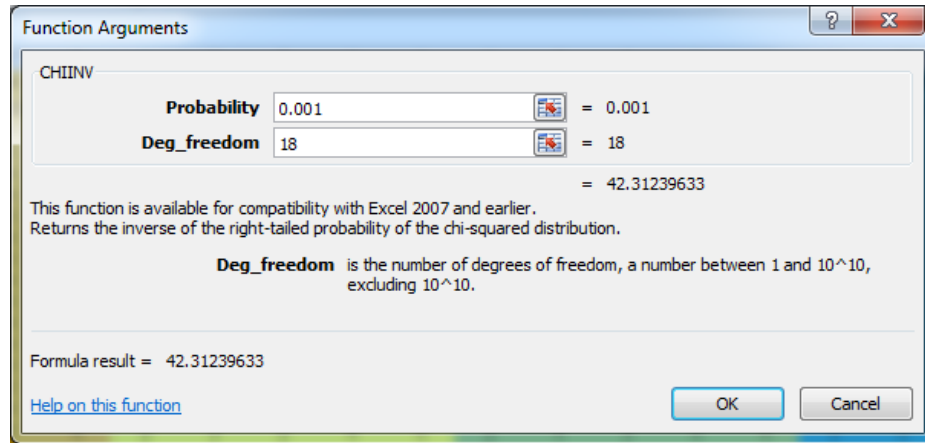 Function Arguments
CHIINV
Probability 0.001 = 0.001
Deg_freedom 18 = 18
= 42.31239633
This function is available for compatibility with Excel 2007 and earlier.
Returns the inverse of the right-tailed probability of the chi-squared distribution.
Deg_freedom is the number of degrees of freedom, a number between 1 and 10^10,
excluding 10^10.
Formula result = 42.31239633
Help on this function OK Cancel